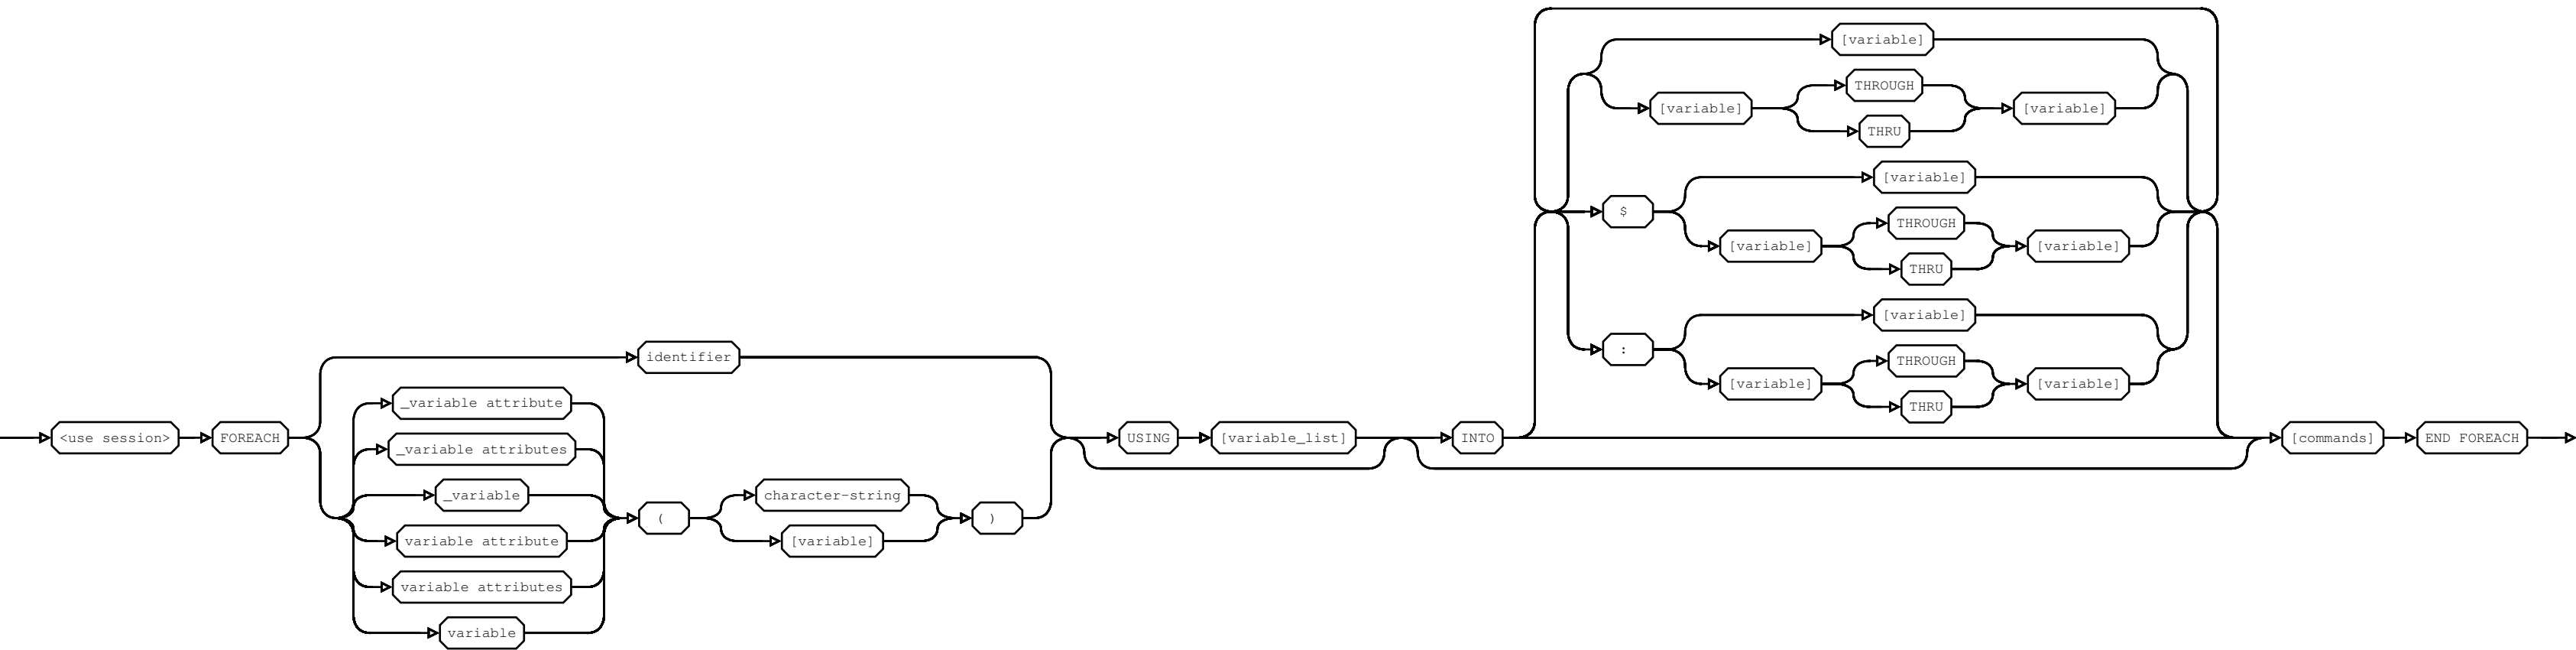 [variable]
THROUGH
[variable] [variable]
THRU
[variable]
$
THROUGH
[variable] [variable]
THRU
[variable]
:
THROUGH
[variable] [variable]
THRU
identifier
_variable attribute
<use session> FOREACH USING [variable_list] INTO [commands] END FOREACH
_variable attributes
_variable character-string
( )
variable attribute [variable]
variable attributes
variable